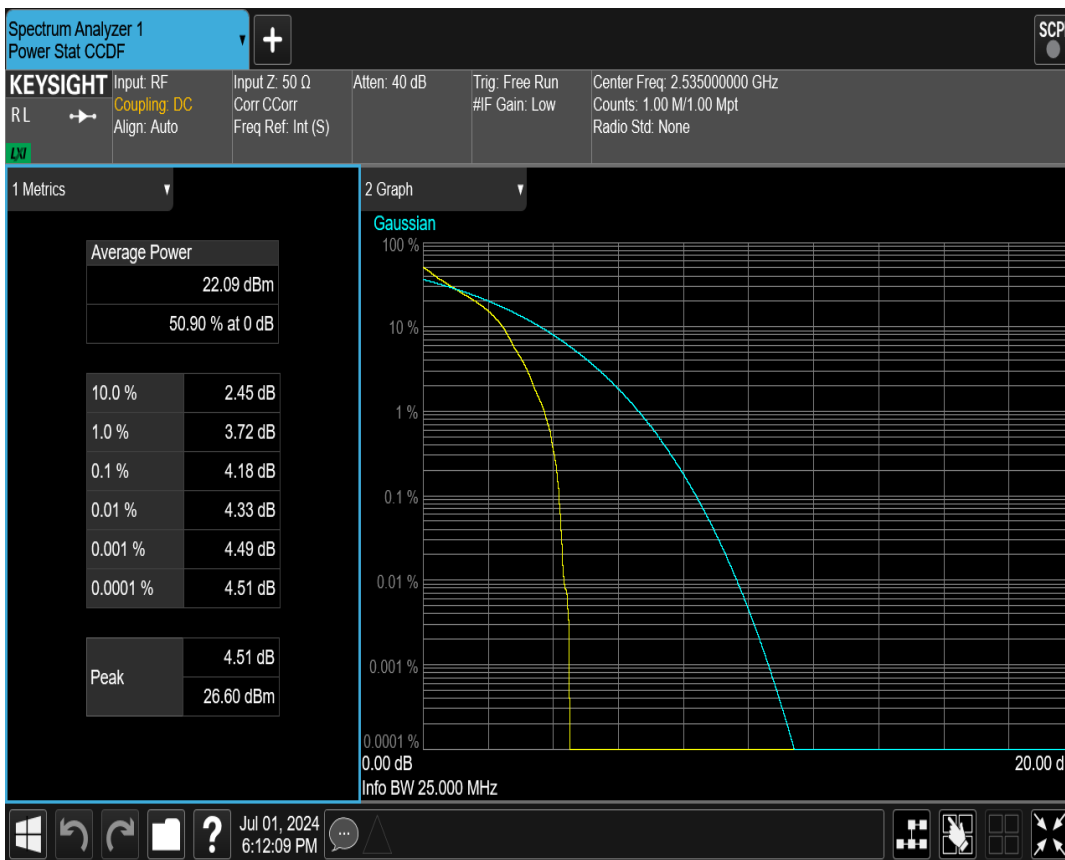 Spectrum Analyzer 1
Power Stat CCDF
+
SCP
KEYSIGHT
RL
LXI
Input: RF
Coupling: DC
Align: Auto
Input Z: 50 Ω
Corr CCorr
Freq Ref: Int (S)
Atten: 40 dB
Trig: Free Run
#IF Gain: Low
Center Freq: 2.535000000 GHz
Counts: 1.00 M/1.00 Mpt
Radio Std: None
1 Metrics
Average Power
22.09 dBm
50.90 % at 0 dB
10.0 % 2.45 dB
1.0 % 3.72 dB
0.1 % 4.18 dB
0.01 % 4.33 dB
0.001 % 4.49 dB
0.0001 % 4.51 dB
Peak
4.51 dB
26.60 dBm
2 Graph
Gaussian
100 %
10 %
1 %
0.1 %
0.01 %
0.001 %
0.0001 %
0.00 dB
20.00 d
Info BW 25.000 MHz
?
Jul 01, 2024
6:12:09 PM